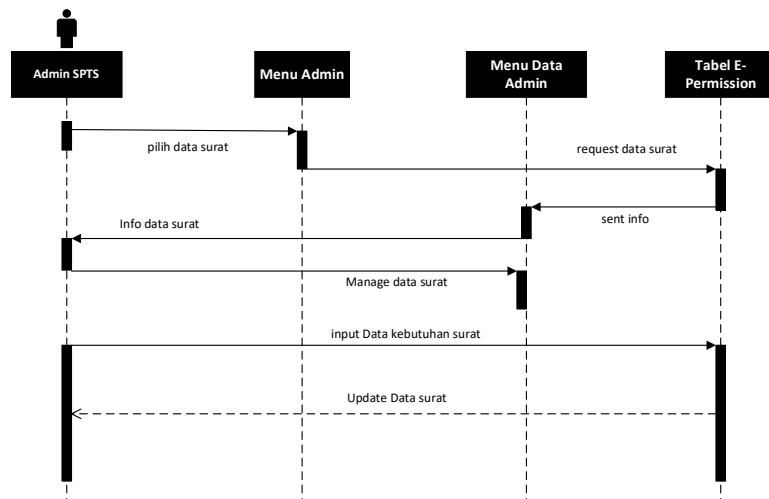 Admin SPTS
Menu Admin
Menu Data
Admin
Tabel E-
Permission
pilih data surat
request data surat
sent info
Info data surat
Manage data surat
input Data kebutuhan surat
Update Data surat